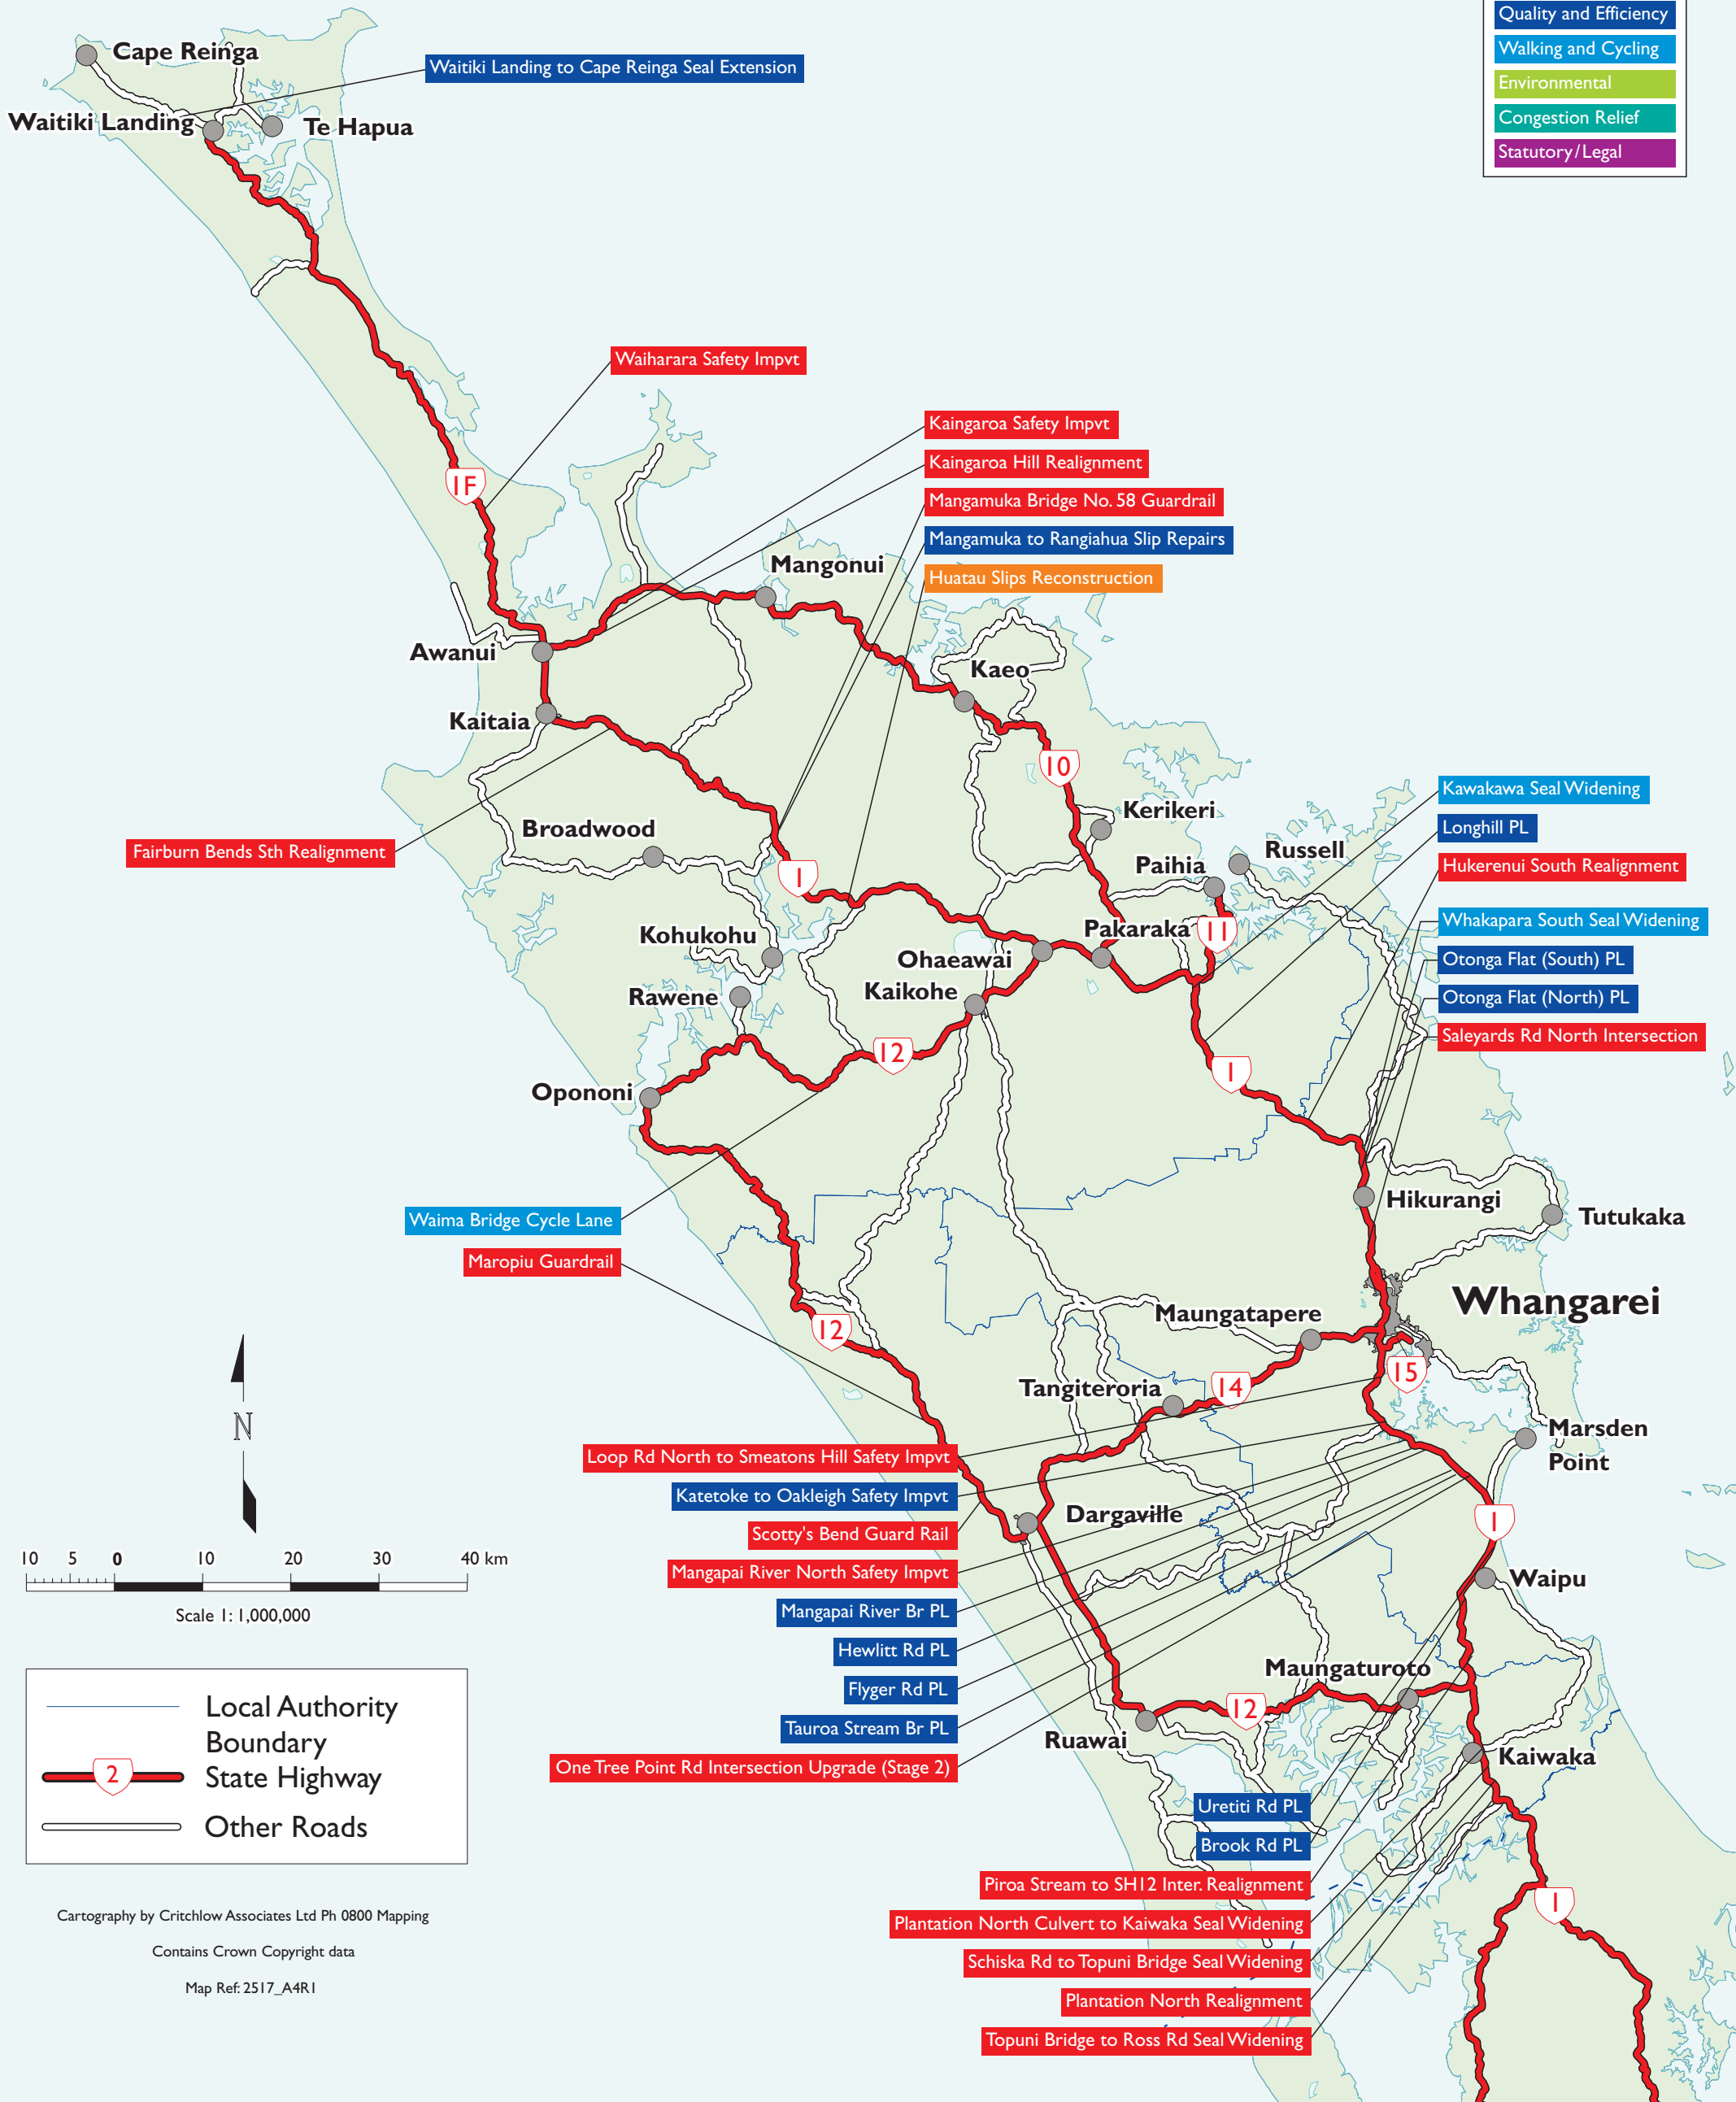 Quality and Efficiency
Walking and Cycling
Environmental
Congestion Relief
Statutory/Legal
Cape Reinga
Waitiki Landing to Cape Reinga Seal Extension
Waitiki Landing
Te Hapua
Waiharara Safety Impvt
Kaingaroa Safety Impvt
Kaingaroa Hill Realignment
1F
Mangamuka Bridge No. 58 Guardrail
Mangamuka to Rangiahua Slip Repairs
Mangonui
Huatau Slips Reconstruction
Awanui
Kaeo
Kaitaia
10
Kawakawa Seal Widening
Kerikeri
Longhill PL
Broadwood
Fairburn Bends Sth Realignment
Russell
Paihia
Hukerenui South Realignment
1
Whakapara South Seal Widening
Pakaraka
11
Kohukohu
Ohaeawai
Otonga Flat (South) PL
Kaikohe
Rawene
Otonga Flat (North) PL
Saleyards Rd North Intersection
12
1
Opononi
Hikurangi
Waima Bridge Cycle Lane
Tutukaka
Maropiu Guardrail
Whangarei
Maungatapere
12
15
Tangiteroria
14
N
Marsden
Point
Loop Rd North to Smeatons Hill Safety Impvt
Katetoke to Oakleigh Safety Impvt
Dargaville
1
Scotty's Bend Guard Rail
10 5 0 10 20 30 40 km
Mangapai River North Safety Impvt
Waipu
Scale 1: 1,000,000
Mangapai River Br PL
Hewlitt Rd PL
Maungaturoto
Flyger Rd PL
Local Authority
Boundary
12
Tauroa Stream Br PL
Ruawai
Kaiwaka
One Tree Point Rd Intersection Upgrade (Stage 2)
2
State Highway
Uretiti Rd PL
Other Roads
Brook Rd PL
Piroa Stream to SH12 Inter. Realignment
1
Cartography by Critchlow Associates Ltd Ph 0800 Mapping
Plantation North Culvert to Kaiwaka Seal Widening
Contains Crown Copyright data
Schiska Rd to Topuni Bridge Seal Widening
Map Ref: 2517_A4R1
Plantation North Realignment
Topuni Bridge to Ross Rd Seal Widening